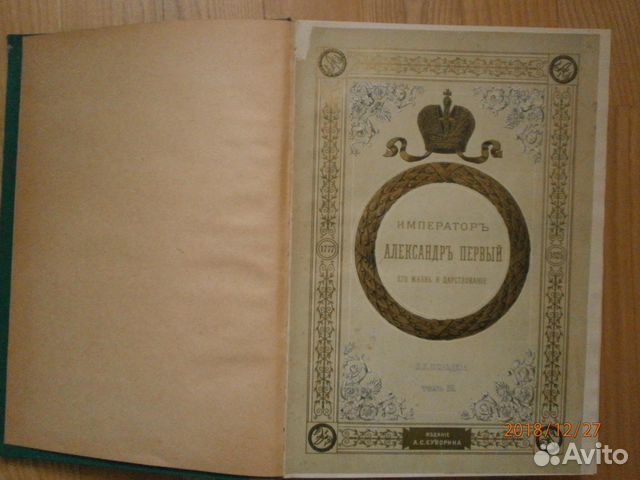 ИМПЕРАТОРЪ
АЛЕКСАНДРЪ ПЕРВЫЙ
ЕГО ЖИЗНЬ И ЦАРСТВОВАНІЕ
1777
ИЗДАНІЕ
А.С.СУВОРИНА
2018/12/27
Avito